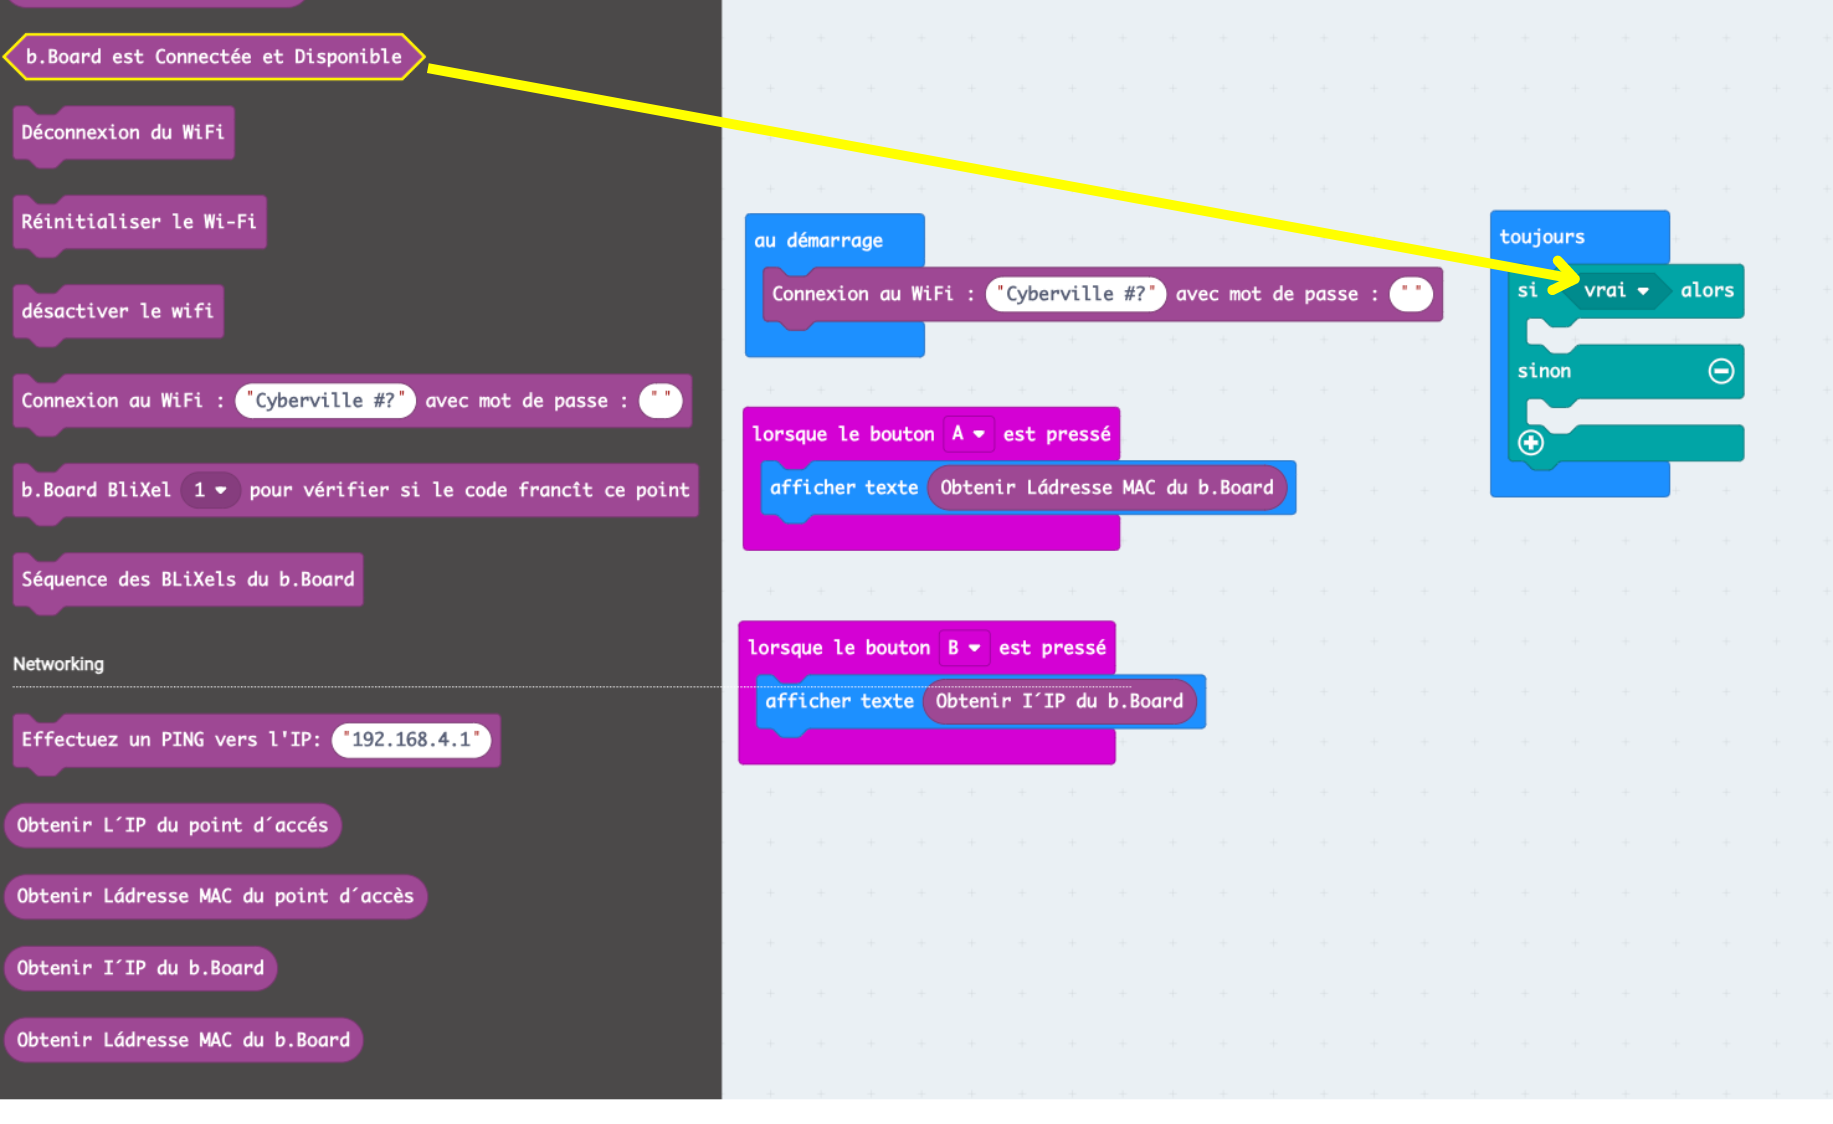 b.Board est Connectée et Disponible
Déconnexion du WiFi
Réinitialiser le Wi-Fi
désactiver le wifi
Connexion au WiFi : "Cyberville #?" avec mot de passe : " "
b.Board BliXel 1 pour vérifier si le code francît ce point
Séquence des BLiXels du b.Board
Networking
Effectuez un PING vers l'IP: "192.168.4.1"
Obtenir L´IP du point d´accés
Obtenir Ládresse MAC du point d´accès
Obtenir I´IP du b.Board
Obtenir Ládresse MAC du b.Board
au démarrage
Connexion au WiFi : "Cyberville #?" avec mot de passe : " "
lorsque le bouton A est pressé
afficher texte Obtenir Ládresse MAC du b.Board
lorsque le bouton B est pressé
afficher texte Obtenir I´IP du b.Board
toujours
si vrai alors
sinon